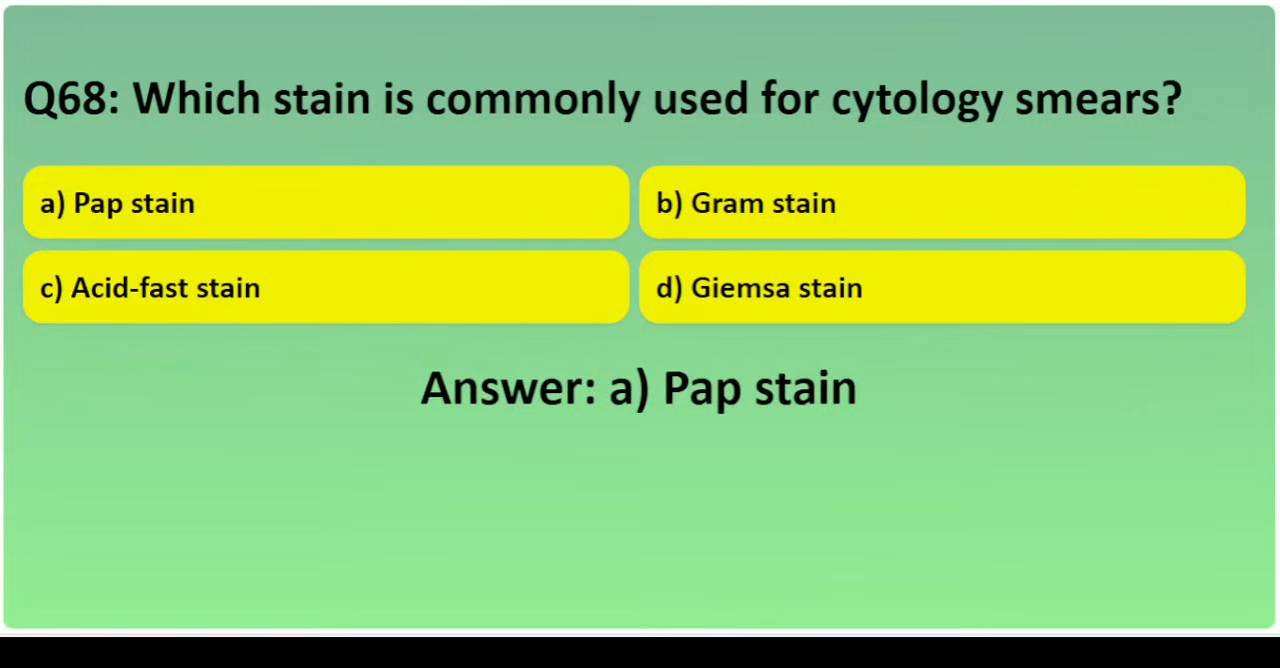 Q68: Which stain is commonly used for cytology smears?
a) Pap stain
b) Gram stain
c) Acid-fast stain
d) Giemsa stain
Answer: a) Pap stain